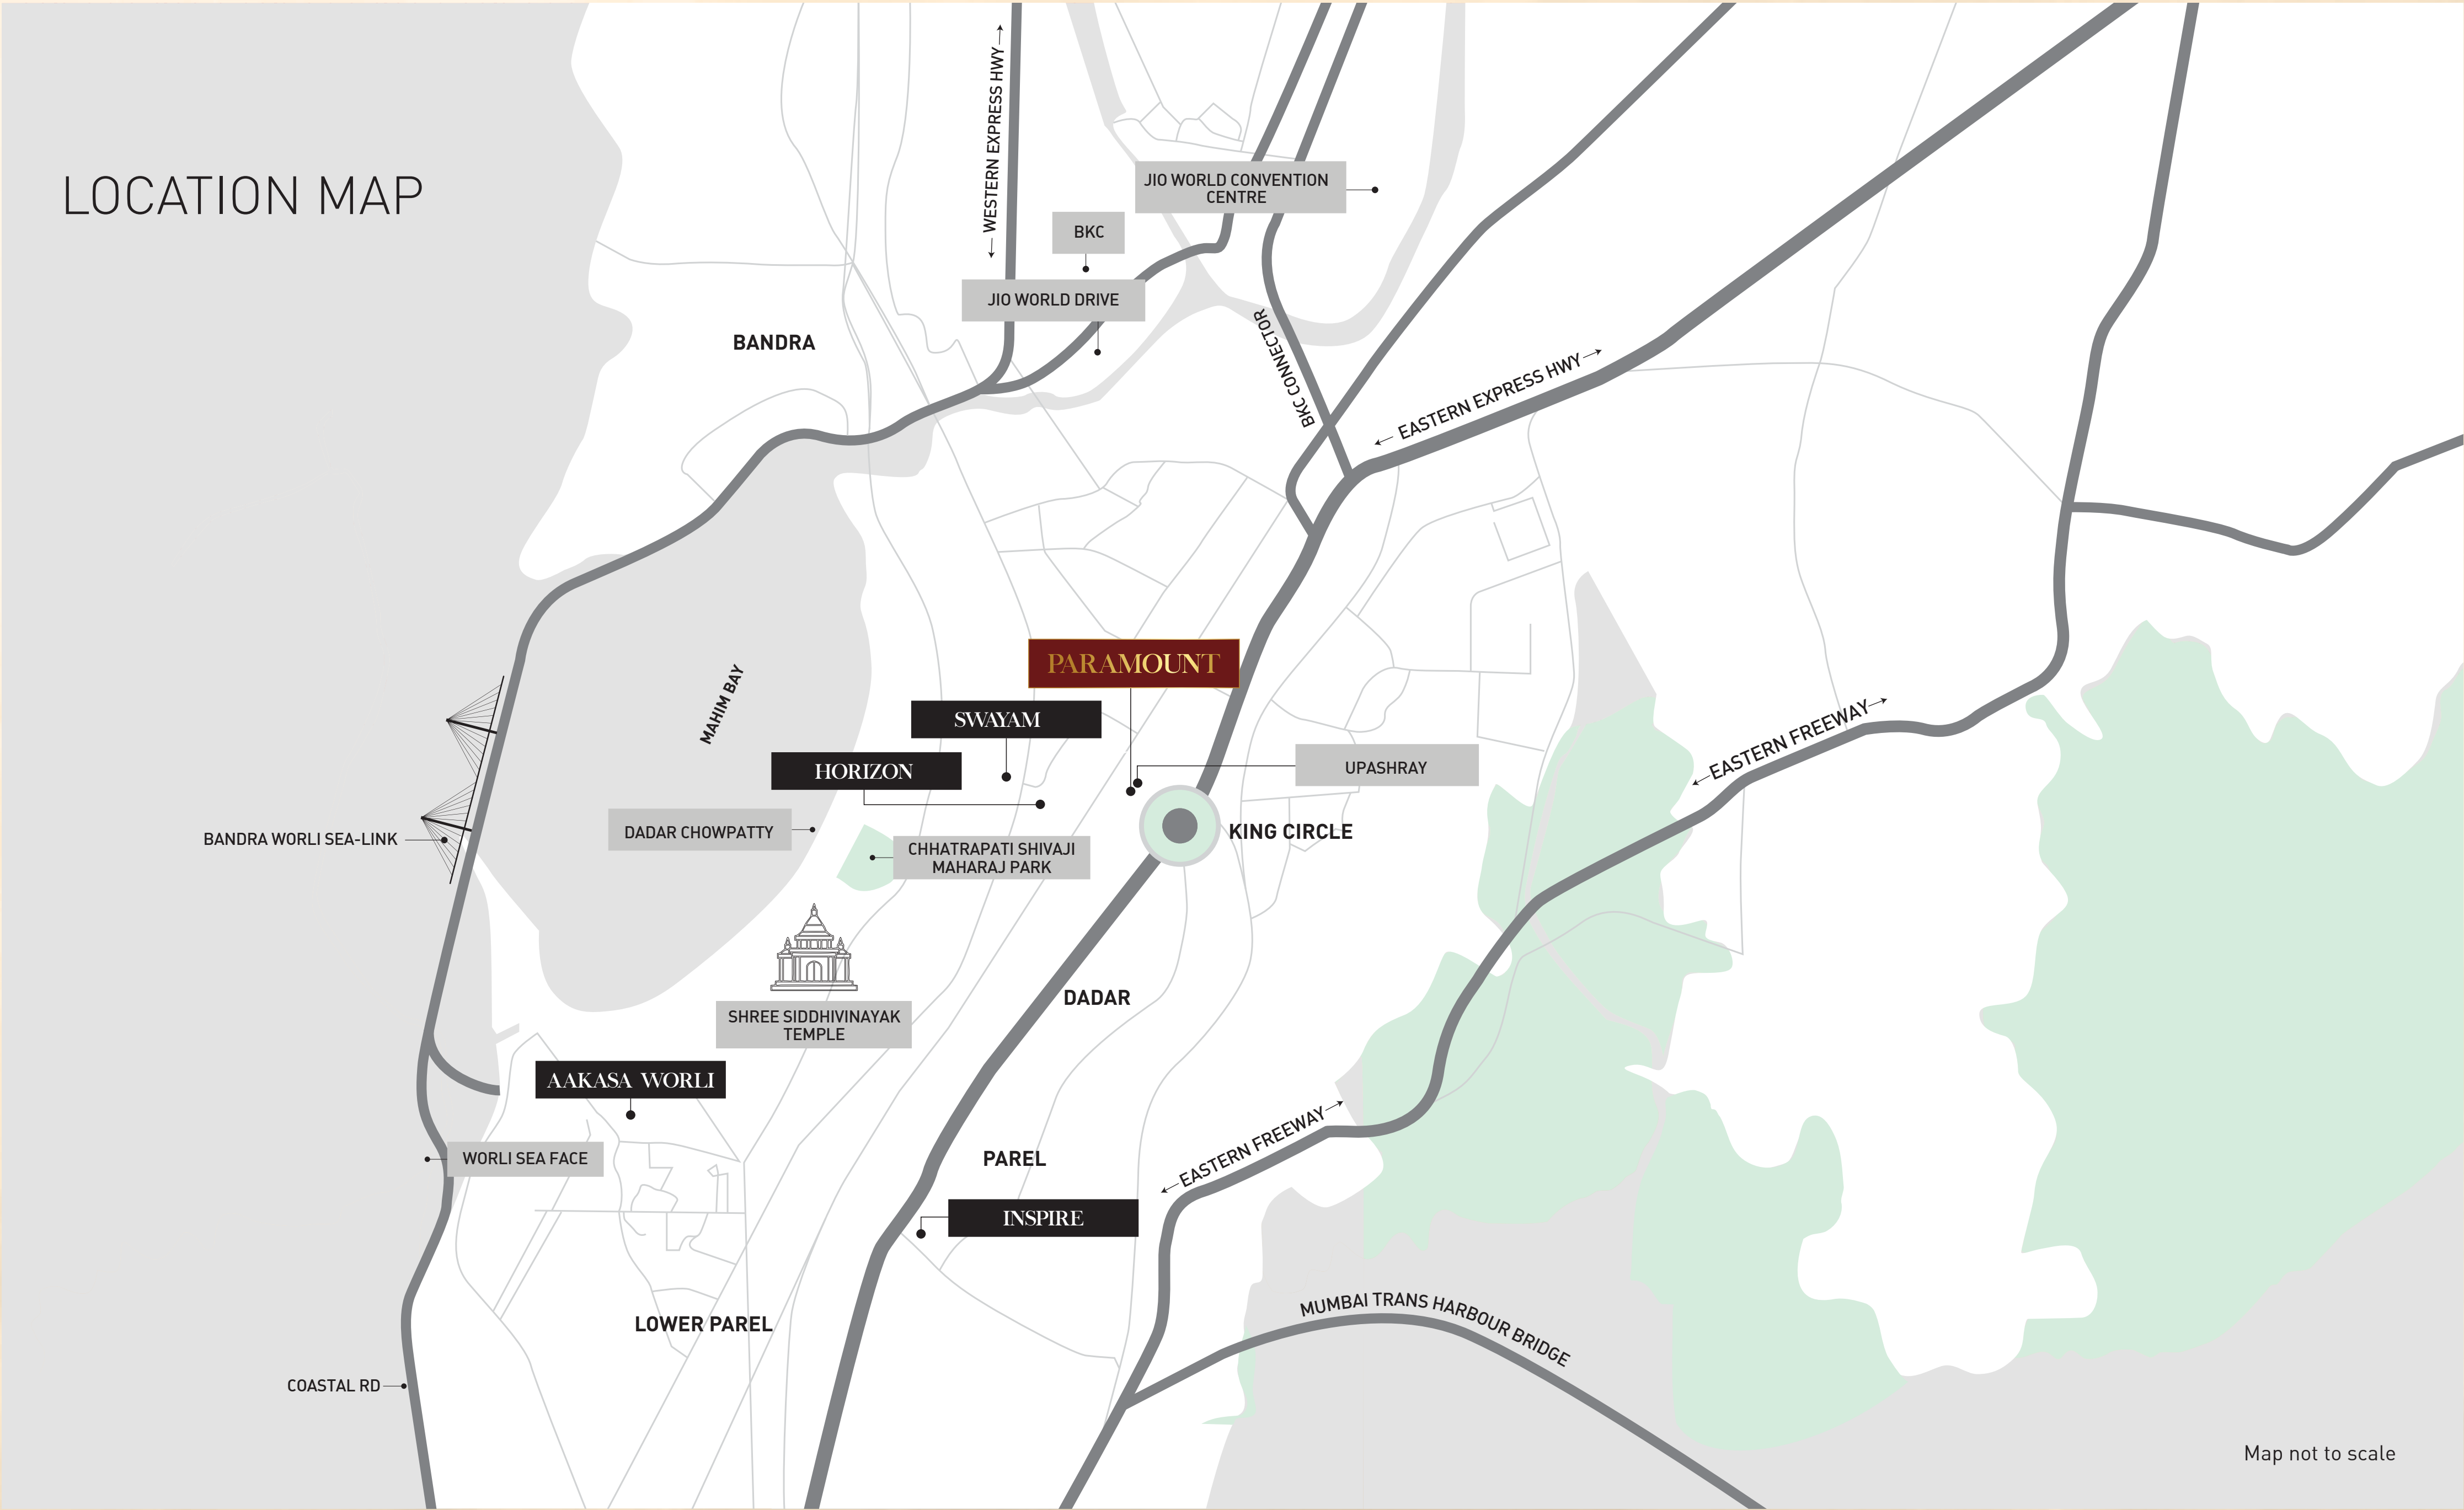 WESTERN EXPRESS HWY
LOCATION MAP
JIO WORLD CONVENTION
CENTRE
BKC
JIO WORLD DRIVE
BANDRA
BKC CONNECTOR
EASTERN EXPRESS HWY
PARAMOUNT
MAHIM BAY
SWAYAM
HORIZON
UPASHRAY
EASTERN FREEWAY
DADAR CHOWPATTY
KING CIRCLE
BANDRA WORLI SEA-LINK
CHHATRAPATI SHIVAJI
MAHARAJ PARK
DADAR
SHREE SIDDHIVINAYAK
TEMPLE
AAKASA WORLI
WORLI SEA FACE
PAREL
EASTERN FREEWAY
INSPIRE
MUMBAI TRANS HARBOUR BRIDGE
LOWER PAREL
COASTAL RD
Map not to scale